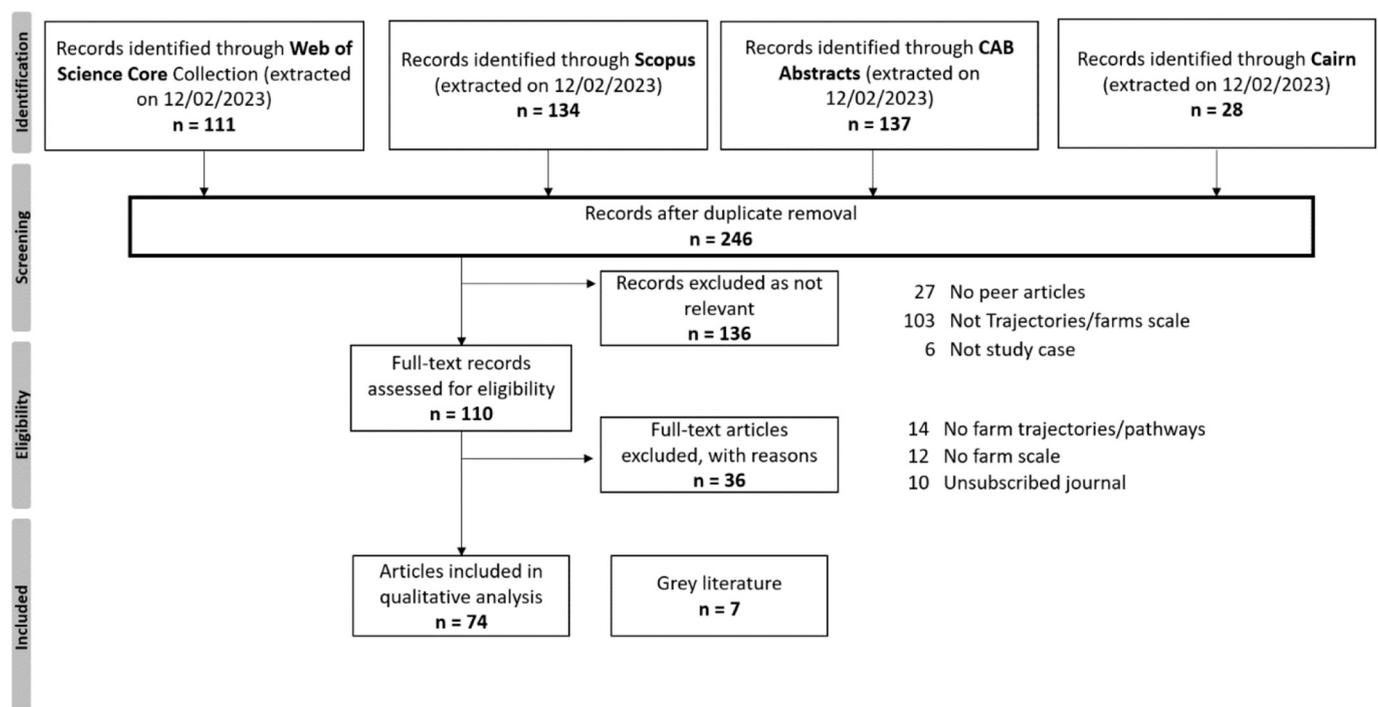 Identification
Records identified through Web of
Science Core Collection (extracted
on 12/02/2023)
n = 111
Records identified through Scopus
(extracted on 12/02/2023)
n = 134
Records identified through CAB
Abstracts (extracted on
12/02/2023)
n = 137
Records identified through Cairn
(extracted on 12/02/2023)
n = 28
Screening
Records after duplicate removal
n = 246
Records excluded as not
relevant
n = 136
27 No peer articles
103 Not Trajectories/farms scale
6 Not study case
Eligibility
Full-text records
assessed for eligibility
n = 110
Full-text articles
excluded, with reasons
n = 36
14 No farm trajectories/pathways
12 No farm scale
10 Unsubscribed journal
Included
Articles included in
qualitative analysis
n = 74
Grey literature
n = 7